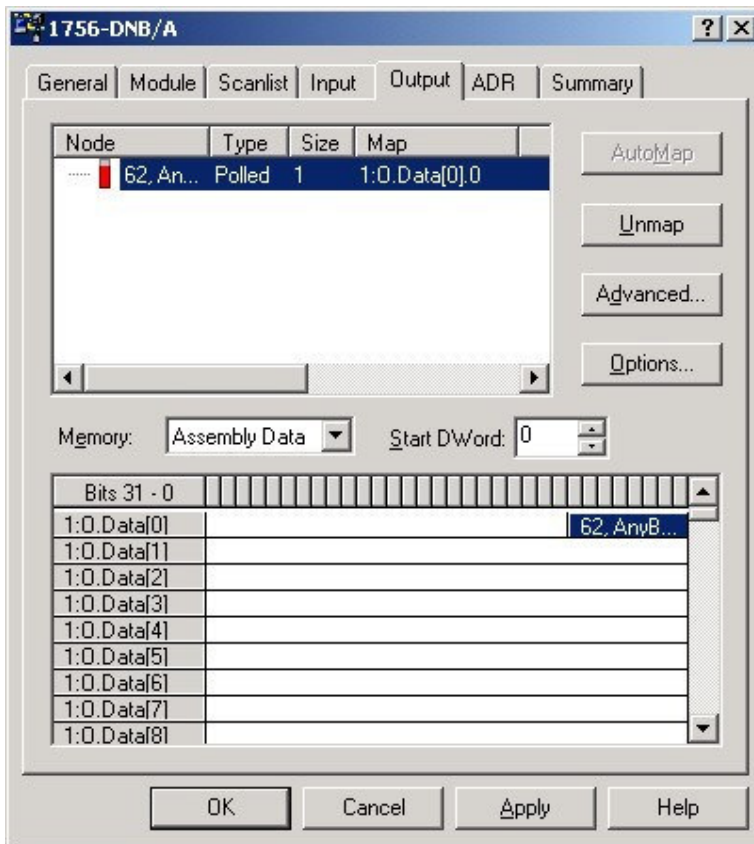 1756-DNB/A
General Module Scanlist Input Output ADR Summary
Node Type Size Map
62, An... Polled 1 1:O.Data[0].0
AutoMap
Unmap
Advanced...
Options...
Memory: Assembly Data Start DWord: 0
Bits 31 - 0
1:O.Data[0] 62, AnyB...
1:O.Data[1]
1:O.Data[2]
1:O.Data[3]
1:O.Data[4]
1:O.Data[5]
1:O.Data[6]
1:O.Data[7]
1:O.Data[8]
OK Cancel Apply Help